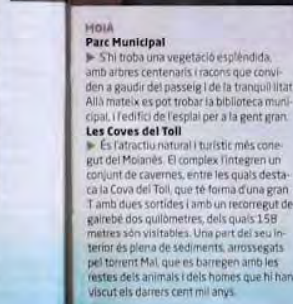 MOIÀ
Parc Municipal
▶ S'hi troba una vegetació esplèndida,
amb arbres centenaris i racons que convi-
den a gaudir del passeig i de la tranquil·litat.
Allà mateix es pot trobar la biblioteca muni-
cipal, i l'edifici de l'esplai per a la gent gran.
Les Coves del Toll
▶ És l'atractiu natural i turístic més cone-
gut del Moianès. El complex l'integren un
conjunt de cavernes, entre les quals desta-
ca la Cova del Toll, que té forma d'una gran
T amb dues sortides i amb un recorregut de
gairebé dos quilòmetres, dels quals 158
metres són visitables. Una part del seu in-
terior és plena de sediments, arrossegats
pel torrent Mal, que es barregen amb les
restes dels animals i dels homes que hi han
viscut els darrers cent mil anys.